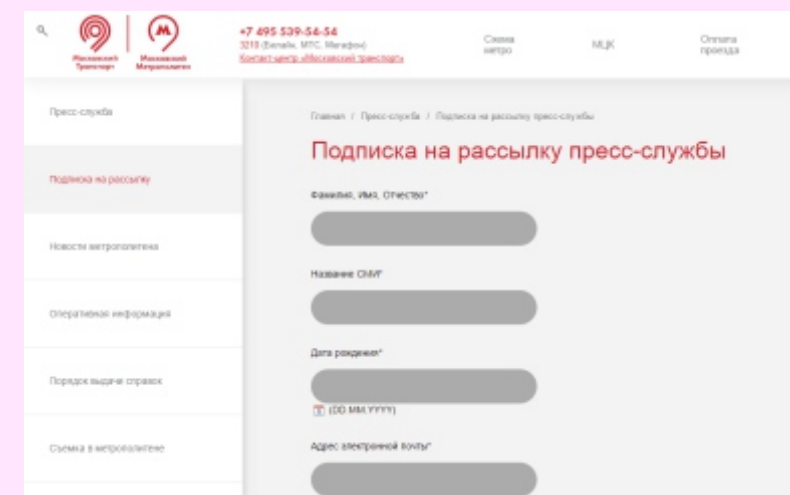 Московский
Транспорт
Московский
Метрополитен
+7 495 539-54-54
3210 (Билайн, МТС, Мегафон)
Контакт-центр «Московский транспорт»
Схема
метро
МЦК
Оплата
проезда
Пресс-служба
Подписка на рассылку
Новости метрополитена
Оперативная информация
Порядок выдачи справок
Съемка в метрополитене
Главная / Пресс-служба / Подписка на рассылку пресс-службы
Подписка на рассылку пресс-службы
Фамилия, Имя, Отчество*
Название СМИ*
Дата рождения*
(DD.MM.YYYY)
Адрес электронной почты*